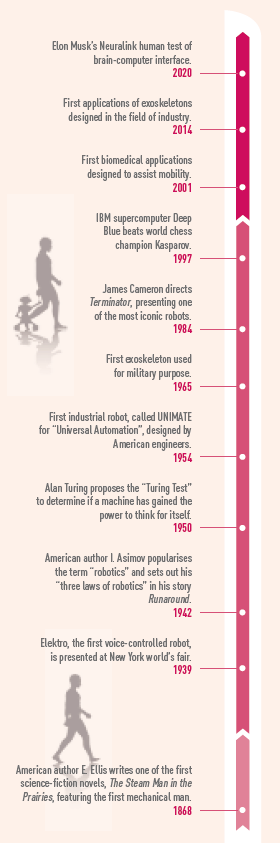 Elon Musk's Neuralink human test of
brain-computer interface.
2020
First applications of exoskeletons
designed in the field of industry.
2014
First biomedical applications
designed to assist mobility.
2001
IBM supercomputer Deep
Blue beats world chess
champion Kasparov.
1997
James Cameron directs
Terminator, presenting one
of the most iconic robots.
1984
First exoskeleton used
for military purpose.
1965
First industrial robot, called UNIMATE
for “Universal Automation”, designed by
American engineers.
1954
Alan Turing proposes the “Turing Test”
to determine if a machine has gained the
power to think for itself.
1950
American author I. Asimov popularises
the term “robotics” and sets out his
“three laws of robotics” in his story
Runaround.
1942
Elektro, the first voice-controlled robot,
is presented at New York world's fair.
1939
American author E. Ellis writes one of the first
science-fiction novels, The Steam Man in the
Prairies, featuring the first mechanical man.
1868